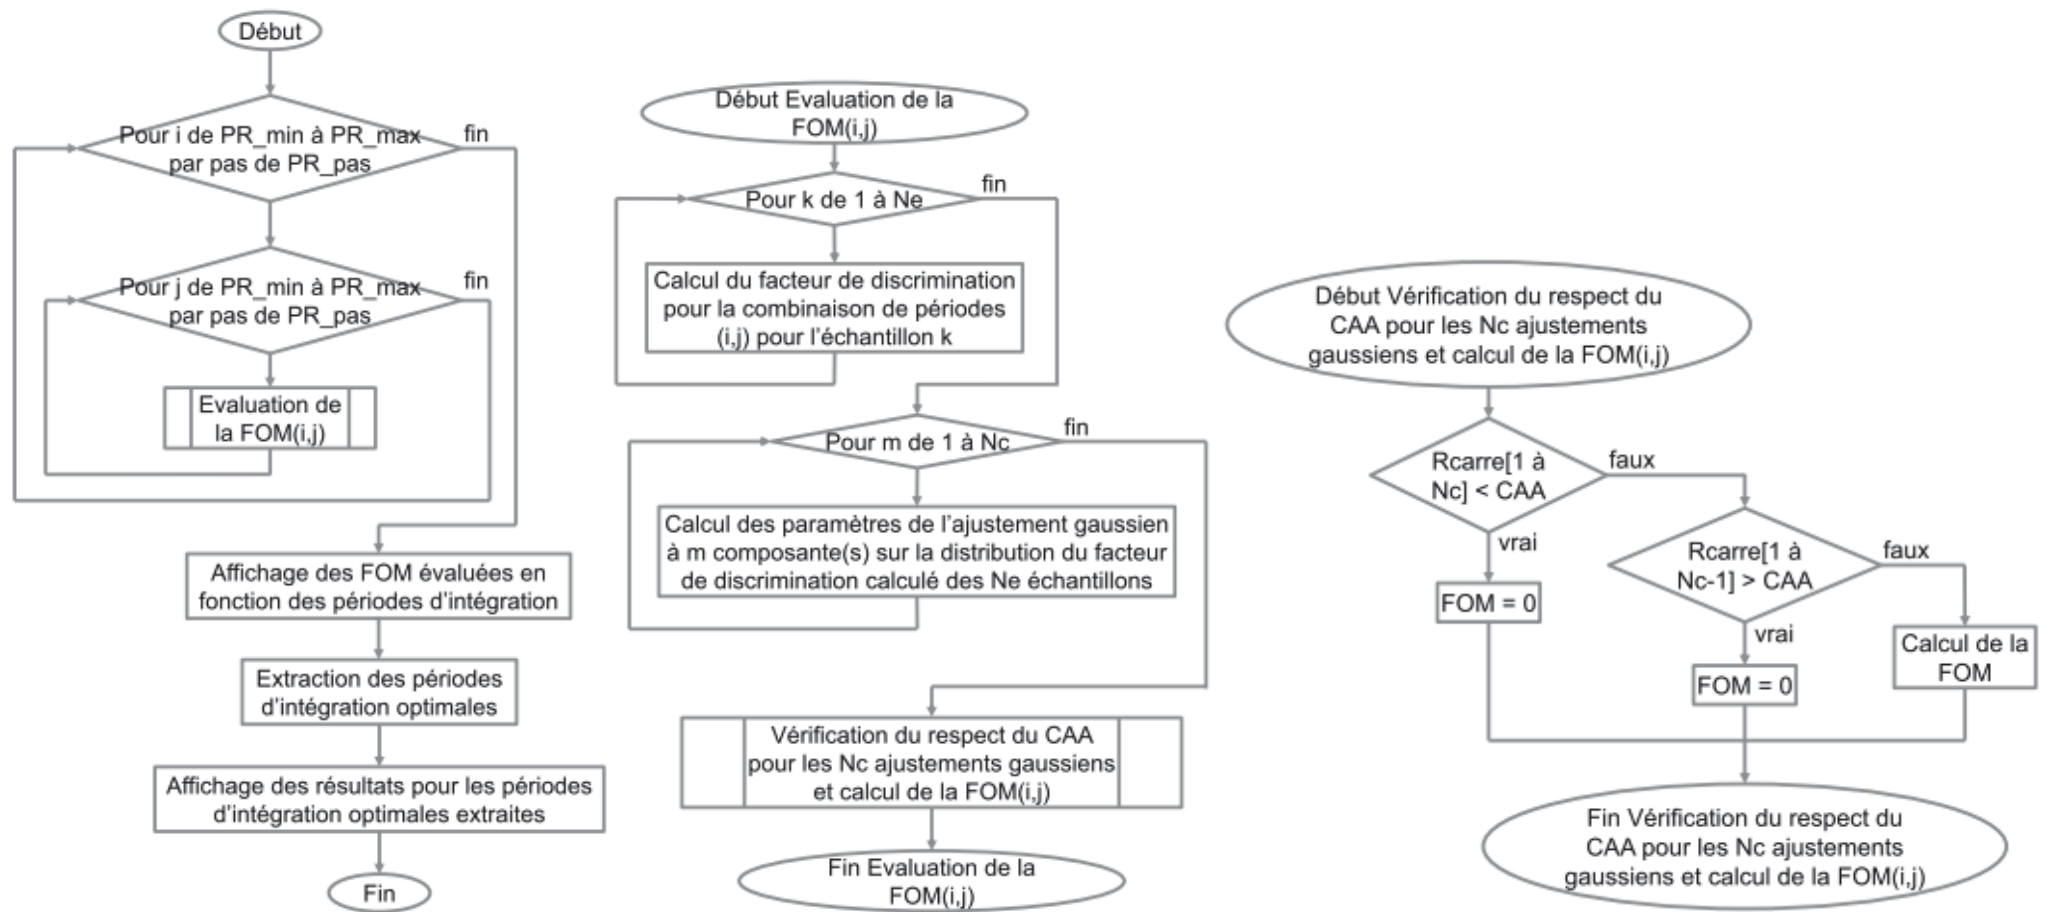 Début
Pour i de PR_min à PR_max
par pas de PR_pas
fin
Pour j de PR_min à PR_max
par pas de PR_pas
fin
Evaluation de
la FOM(i,j)
Affichage des FOM évaluées en
fonction des périodes d'intégration
Extraction des périodes
d'intégration optimales
Affichage des résultats pour les périodes
d'intégration optimales extraites
Fin
Début Evaluation de la
FOM(i,j)
Pour k de 1 à Ne
fin
Calcul du facteur de discrimination
pour la combinaison de périodes
(i,j) pour l'échantillon k
Pour m de 1 à Nc
fin
Calcul des paramètres de l'ajustement gaussien
à m composante(s) sur la distribution du facteur
de discrimination calculé des Ne échantillons
Vérification du respect du CAA
pour les Nc ajustements gaussiens
et calcul de la FOM(i,j)
Fin Evaluation de la
FOM(i,j)
Début Vérification du respect du
CAA pour les Nc ajustements
gaussiens et calcul de la FOM(i,j)
Rcarre[1 à
Nc] < CAA
faux
vrai
FOM = 0
Rcarre[1 à
Nc-1] > CAA
faux
vrai
FOM = 0
Calcul de la
FOM
Fin Vérification du respect du
CAA pour les Nc ajustements
gaussiens et calcul de la FOM(i,j)